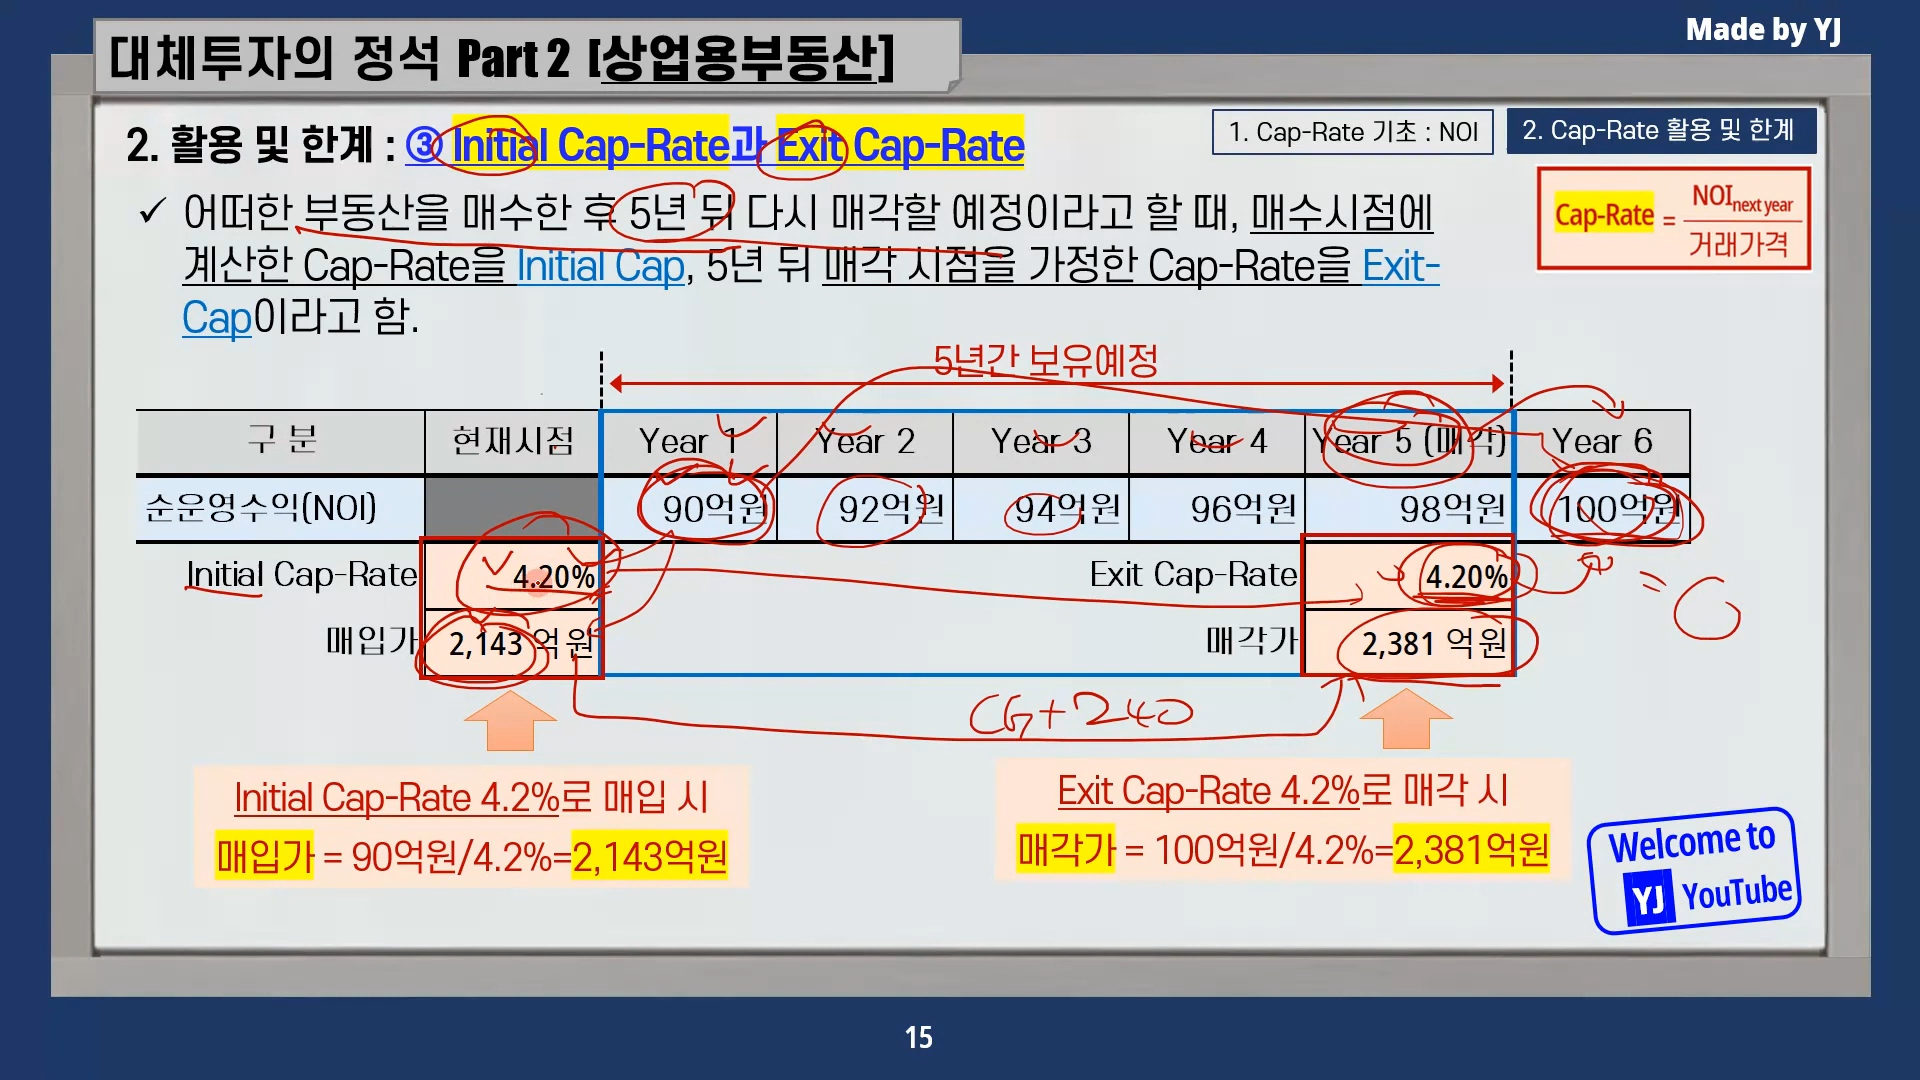 Made by YJ
대체투자의 정석 Part 2 [상업용부동산]
2. 활용 및 한계 : ③ Initial Cap-Rate과 Exit Cap-Rate
1. Cap-Rate 기초 : NOI
2. Cap-Rate 활용 및 한계
Cap-Rate = NOI next year
거래가격
✓ 어떠한 부동산을 매수한 후 5년 뒤 다시 매각할 예정이라고 할 때, 매수시점에
계산한 Cap-Rate을 Initial Cap, 5년 뒤 매각 시점을 가정한 Cap-Rate을 Exit-
Cap이라고 함.
5년간 보유예정
구 분 현재시점 Year 1 Year 2 Year 3 Year 4 Year 5 (매각) Year 6
순운영수익(NOI) 90억원 92억원 94억원 96억원 98억원 100억원
Initial Cap-Rate 4.20% Exit Cap-Rate 4.20%
매입가 2,143 억원 매각가 2,381 억원
CG+240
Initial Cap-Rate 4.2%로 매입 시
매입가 = 90억원/4.2%=2,143억원
Exit Cap-Rate 4.2%로 매각 시
매각가 = 100억원/4.2%=2,381억원
Welcome to
YJ YouTube
15